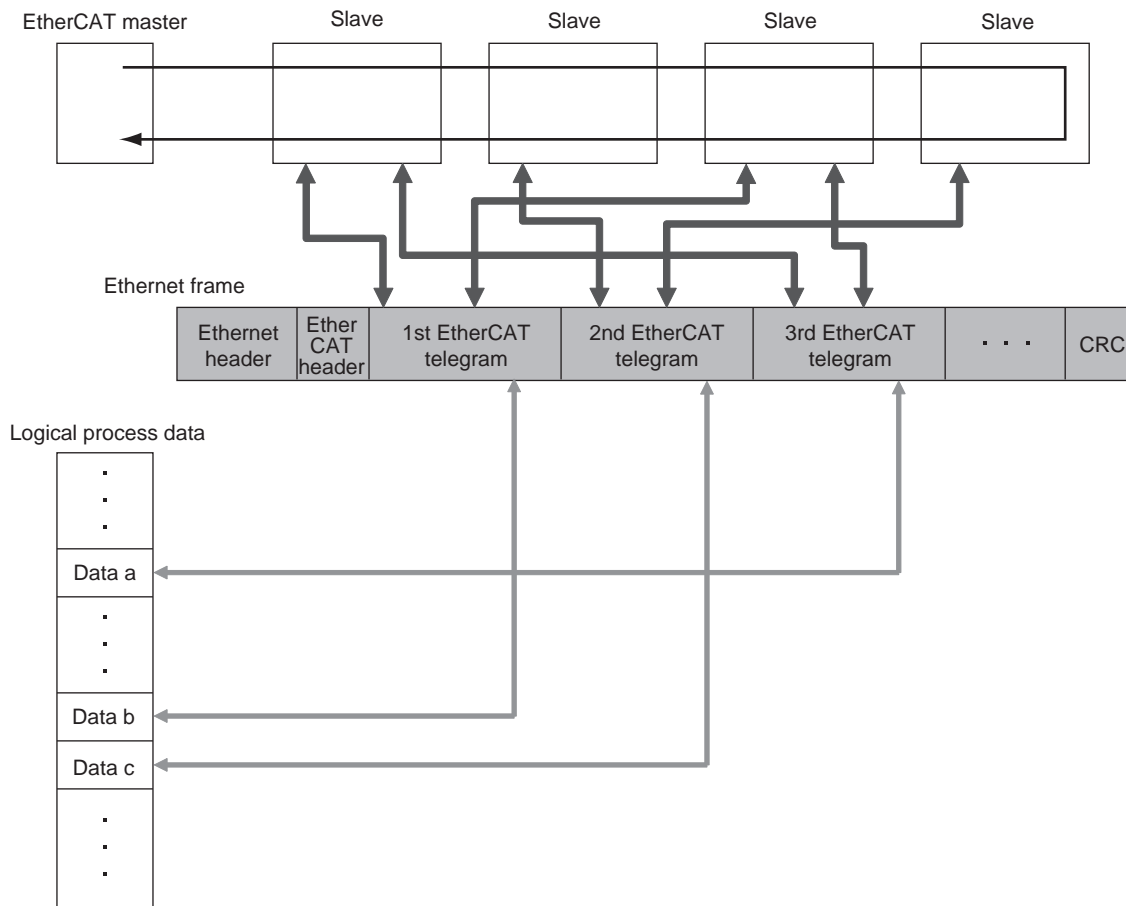 EtherCAT master
Slave
Slave
Slave
Slave
Ethernet frame
Ethernet
header
Ether
CAT
header
1st EtherCAT
telegram
2nd EtherCAT
telegram
3rd EtherCAT
telegram
. . .
CRC
Logical process data
Data a
Data b
Data c